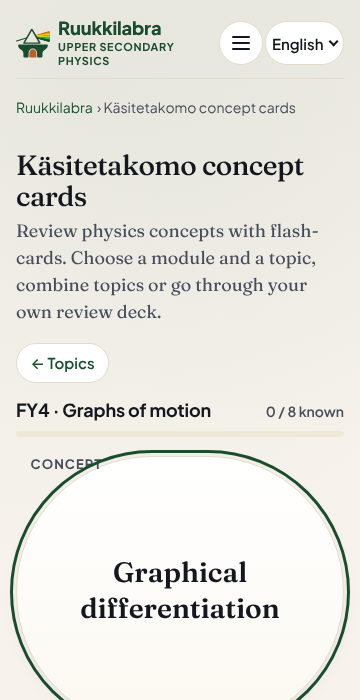 Ruukkilabra
UPPER SECONDARY
PHYSICS
English
Ruukkilabra › Käsitetakomo concept cards
Käsitetakomo concept
cards
Review physics concepts with flash-
cards. Choose a module and a topic,
combine topics or go through your
own review deck.
← Topics
FY4 · Graphs of motion
0 / 8 known
CONCEPT
Graphical
differentiation